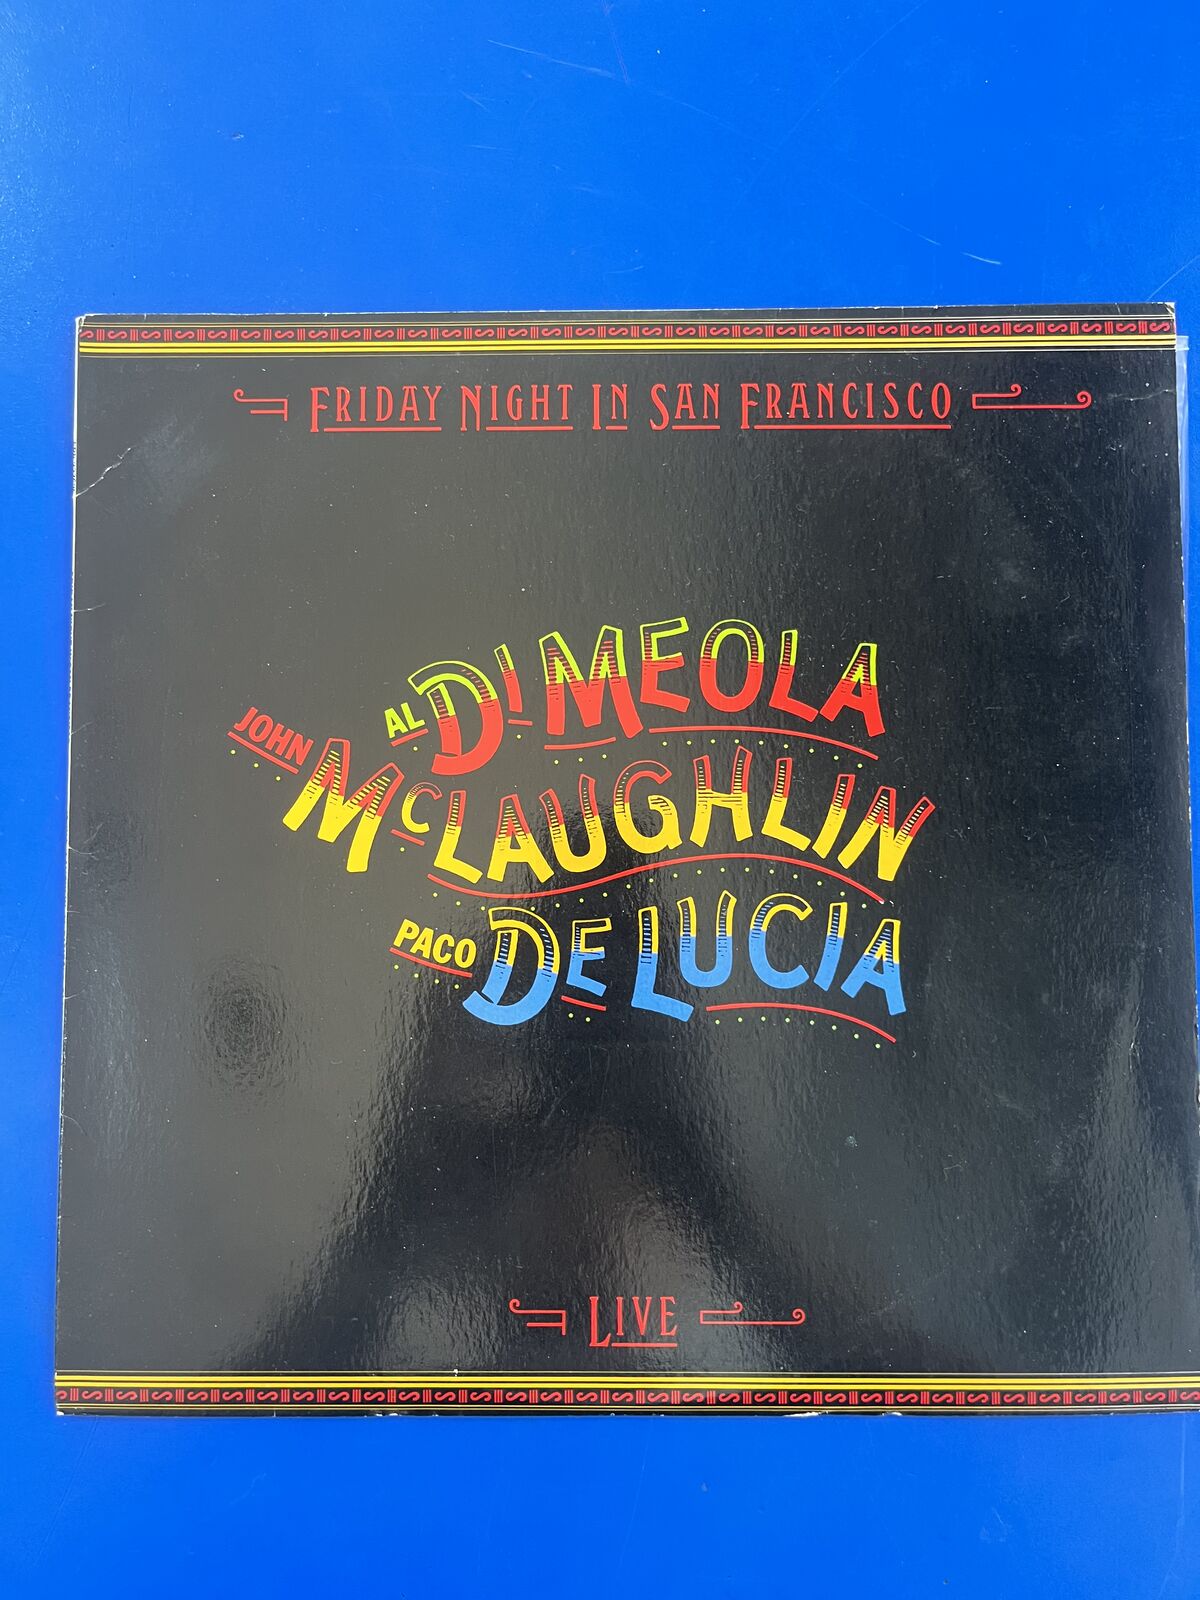 FRIDAY NIGHT IN SAN FRANCISCO
AL DI MEOLA
JOHN MCLAUGHLIN
PACO DE LUCIA
LIVE